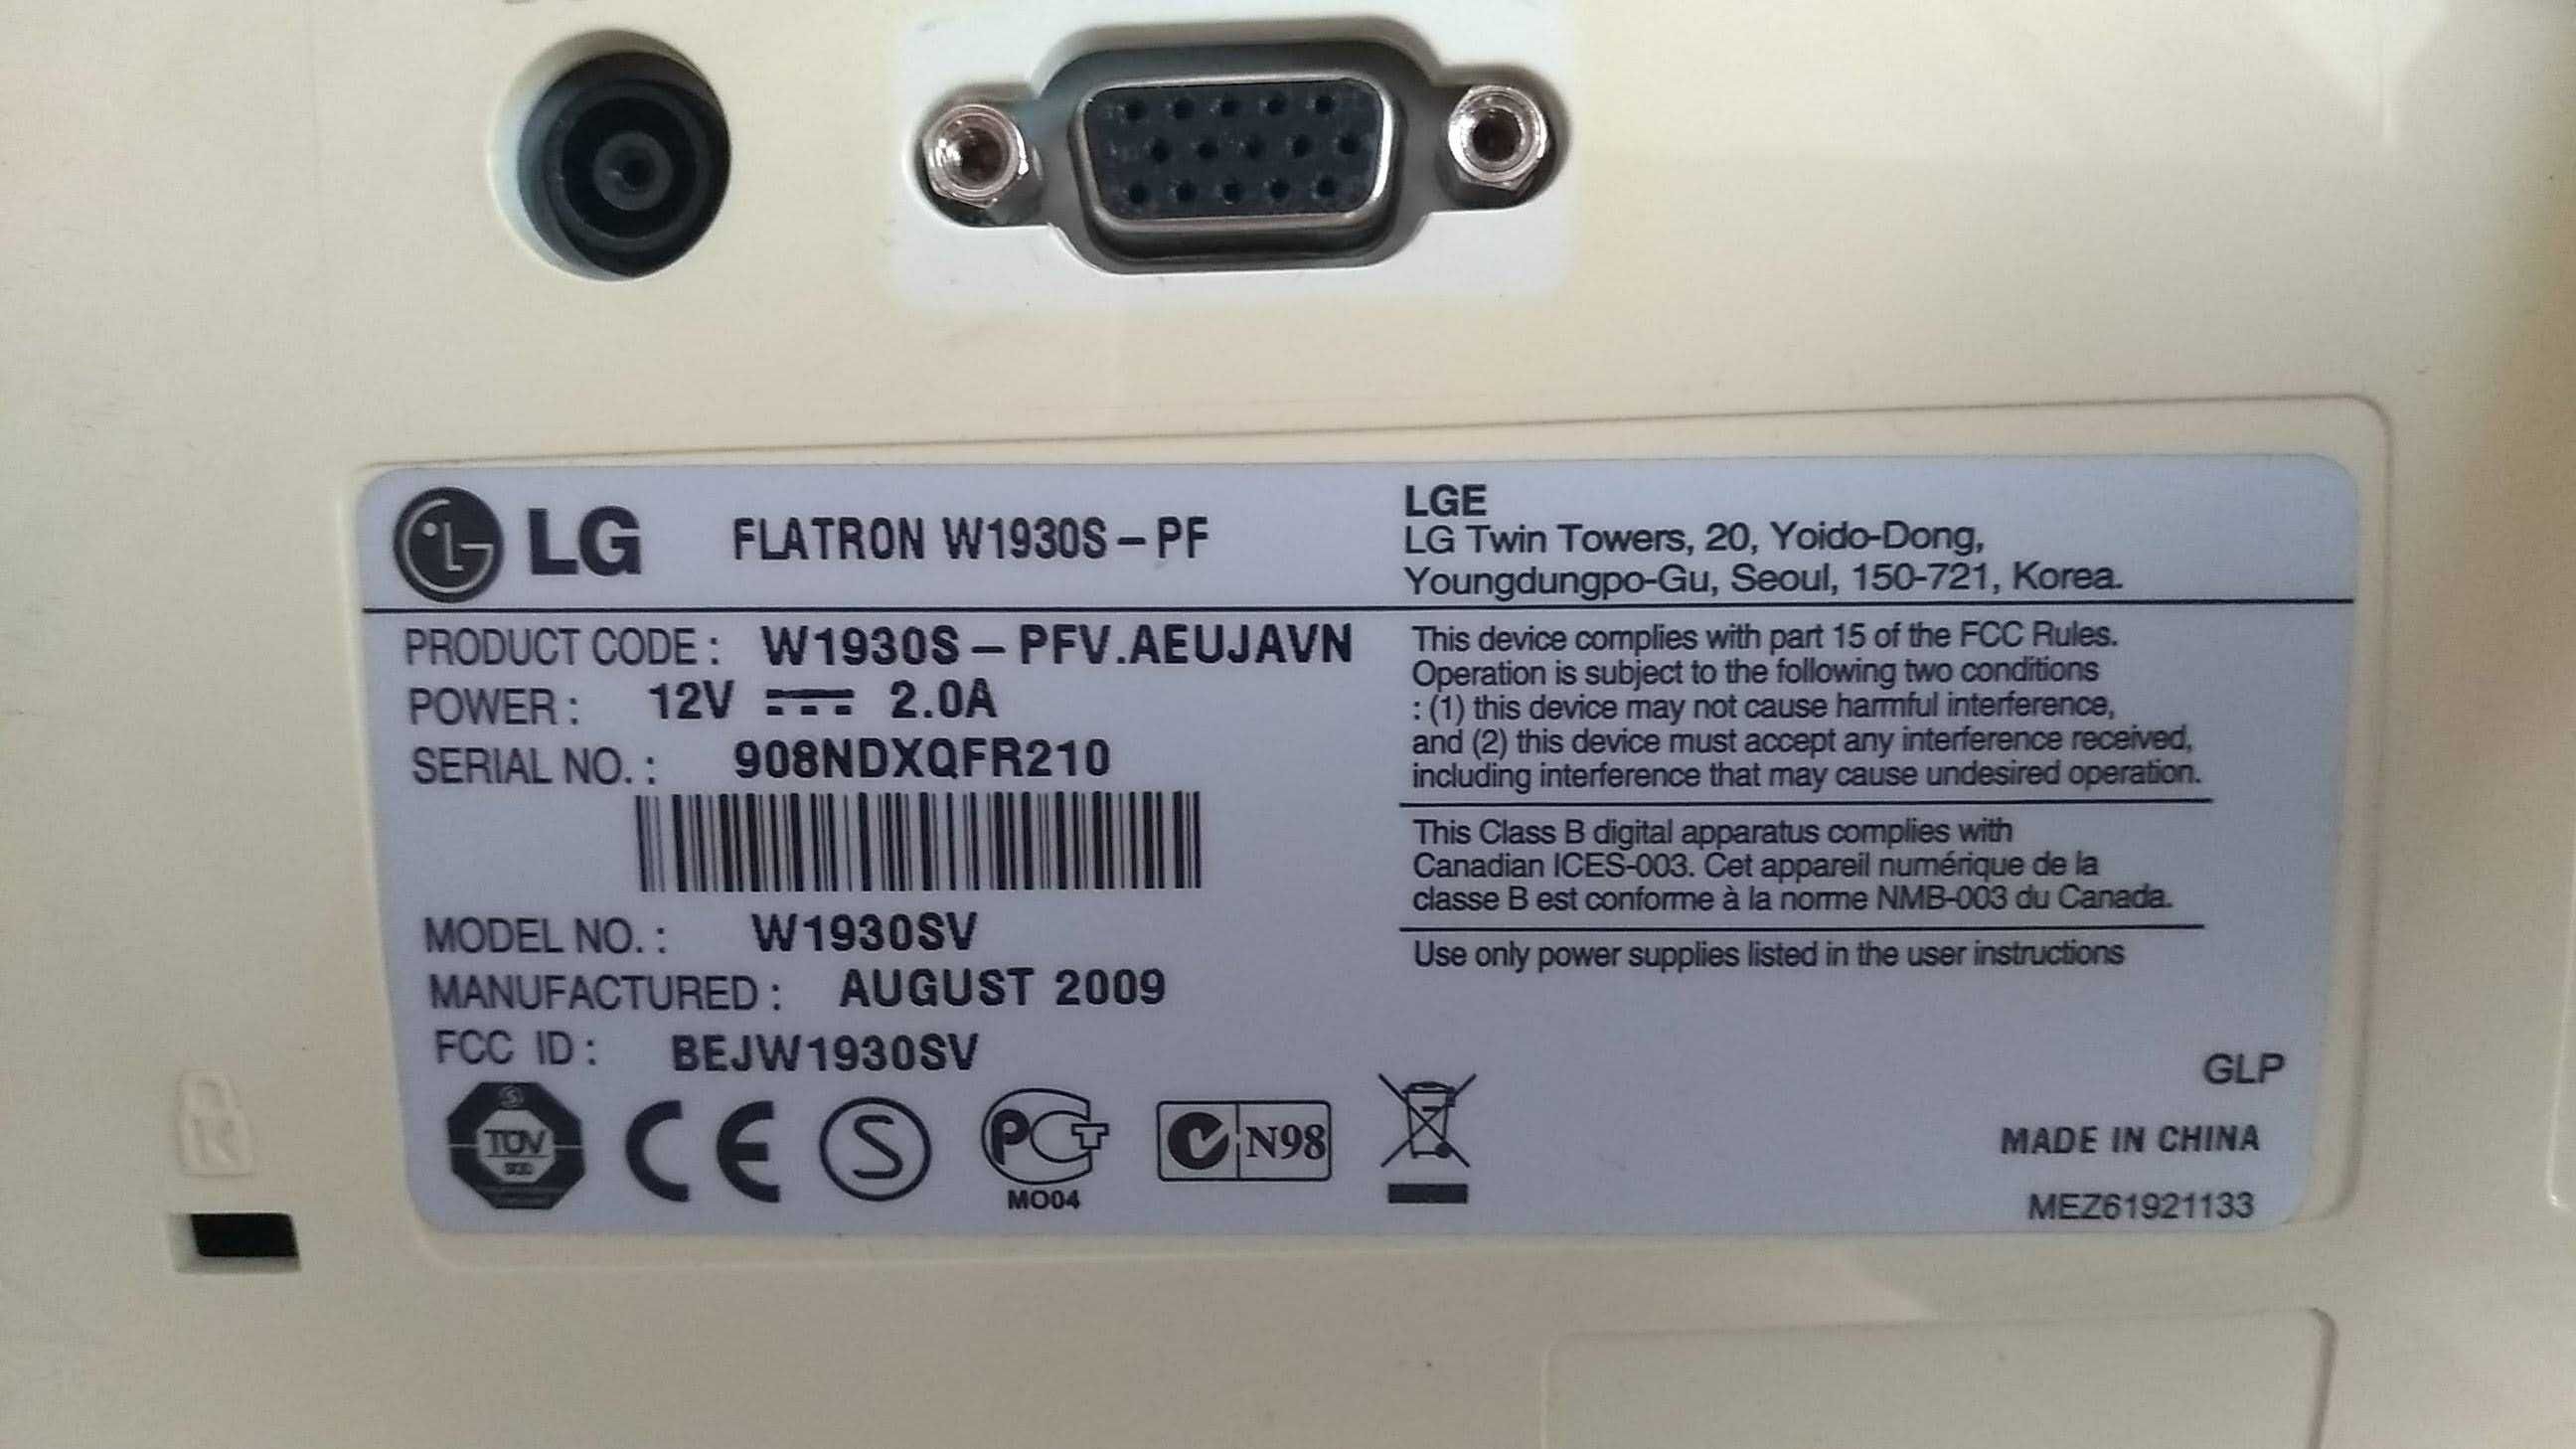 LG FLATRON W1930S – PF
LGE
LG Twin Towers, 20, Yoido-Dong,
Youngdungpo-Gu, Seoul, 150-721, Korea.
PRODUCT CODE : W1930S – PFV.AEUJAVN
POWER : 12V 2.0A
SERIAL NO. : 908NDXQFR210
MODEL NO. : W1930SV
MANUFACTURED : AUGUST 2009
FCC ID : BEJW1930SV
This device complies with part 15 of the FCC Rules.
Operation is subject to the following two conditions
: (1) this device may not cause harmful interference,
and (2) this device must accept any interference received,
including interference that may cause undesired operation.
This Class B digital apparatus complies with
Canadian ICES-003. Cet appareil numérique de la
classe B est conforme à la norme NMB-003 du Canada.
Use only power supplies listed in the user instructions
GLP
MADE IN CHINA
MEZ61921133
S
TÜV
CE
S
PCT
MO04
N98
K